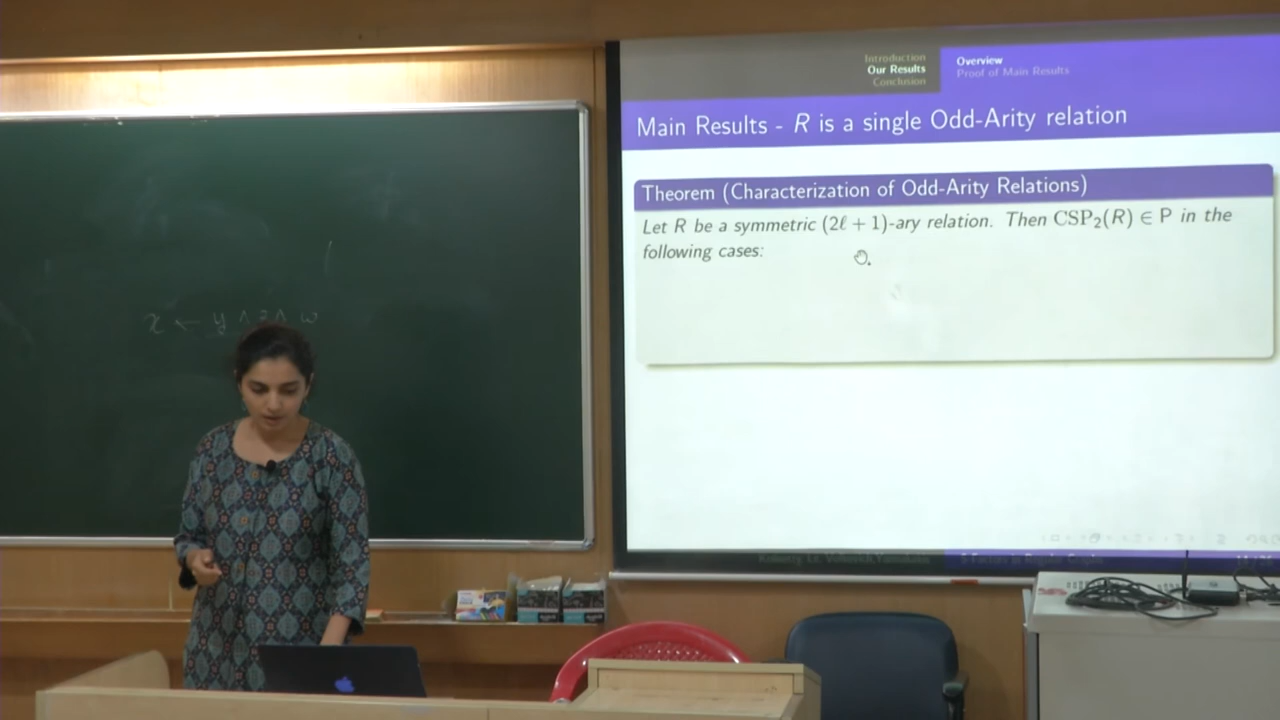 x ← y ∧ z ∧ w
Introduction
Our Results
Conclusion
Overview
Proof of Main Results
Main Results - R is a single Odd-Arity relation
Theorem (Characterization of Odd-Arity Relations)
Let R be a symmetric (2ℓ + 1)-ary relation. Then CSP₂(R) ∈ P in the
following cases: